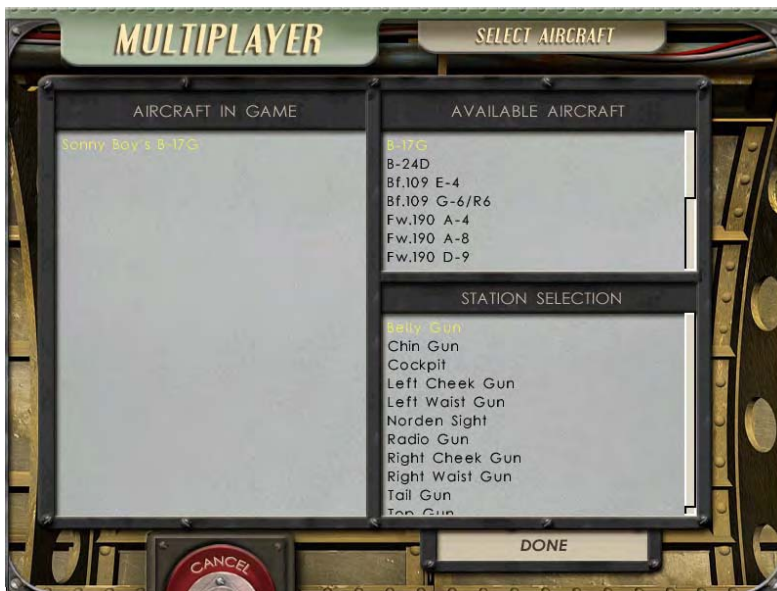 MULTIPLAYER
SELECT AIRCRAFT
AIRCRAFT IN GAME
Sonny Boy's B-17G
AVAILABLE AIRCRAFT
B-17G
B-24D
Bf.109 E-4
Bf.109 G-6/R6
Fw.190 A-4
Fw.190 A-8
Fw.190 D-9
STATION SELECTION
Belly Gun
Chin Gun
Cockpit
Left Cheek Gun
Left Waist Gun
Norden Sight
Radio Gun
Right Cheek Gun
Right Waist Gun
Tail Gun
Top Gun
CANCEL
DONE